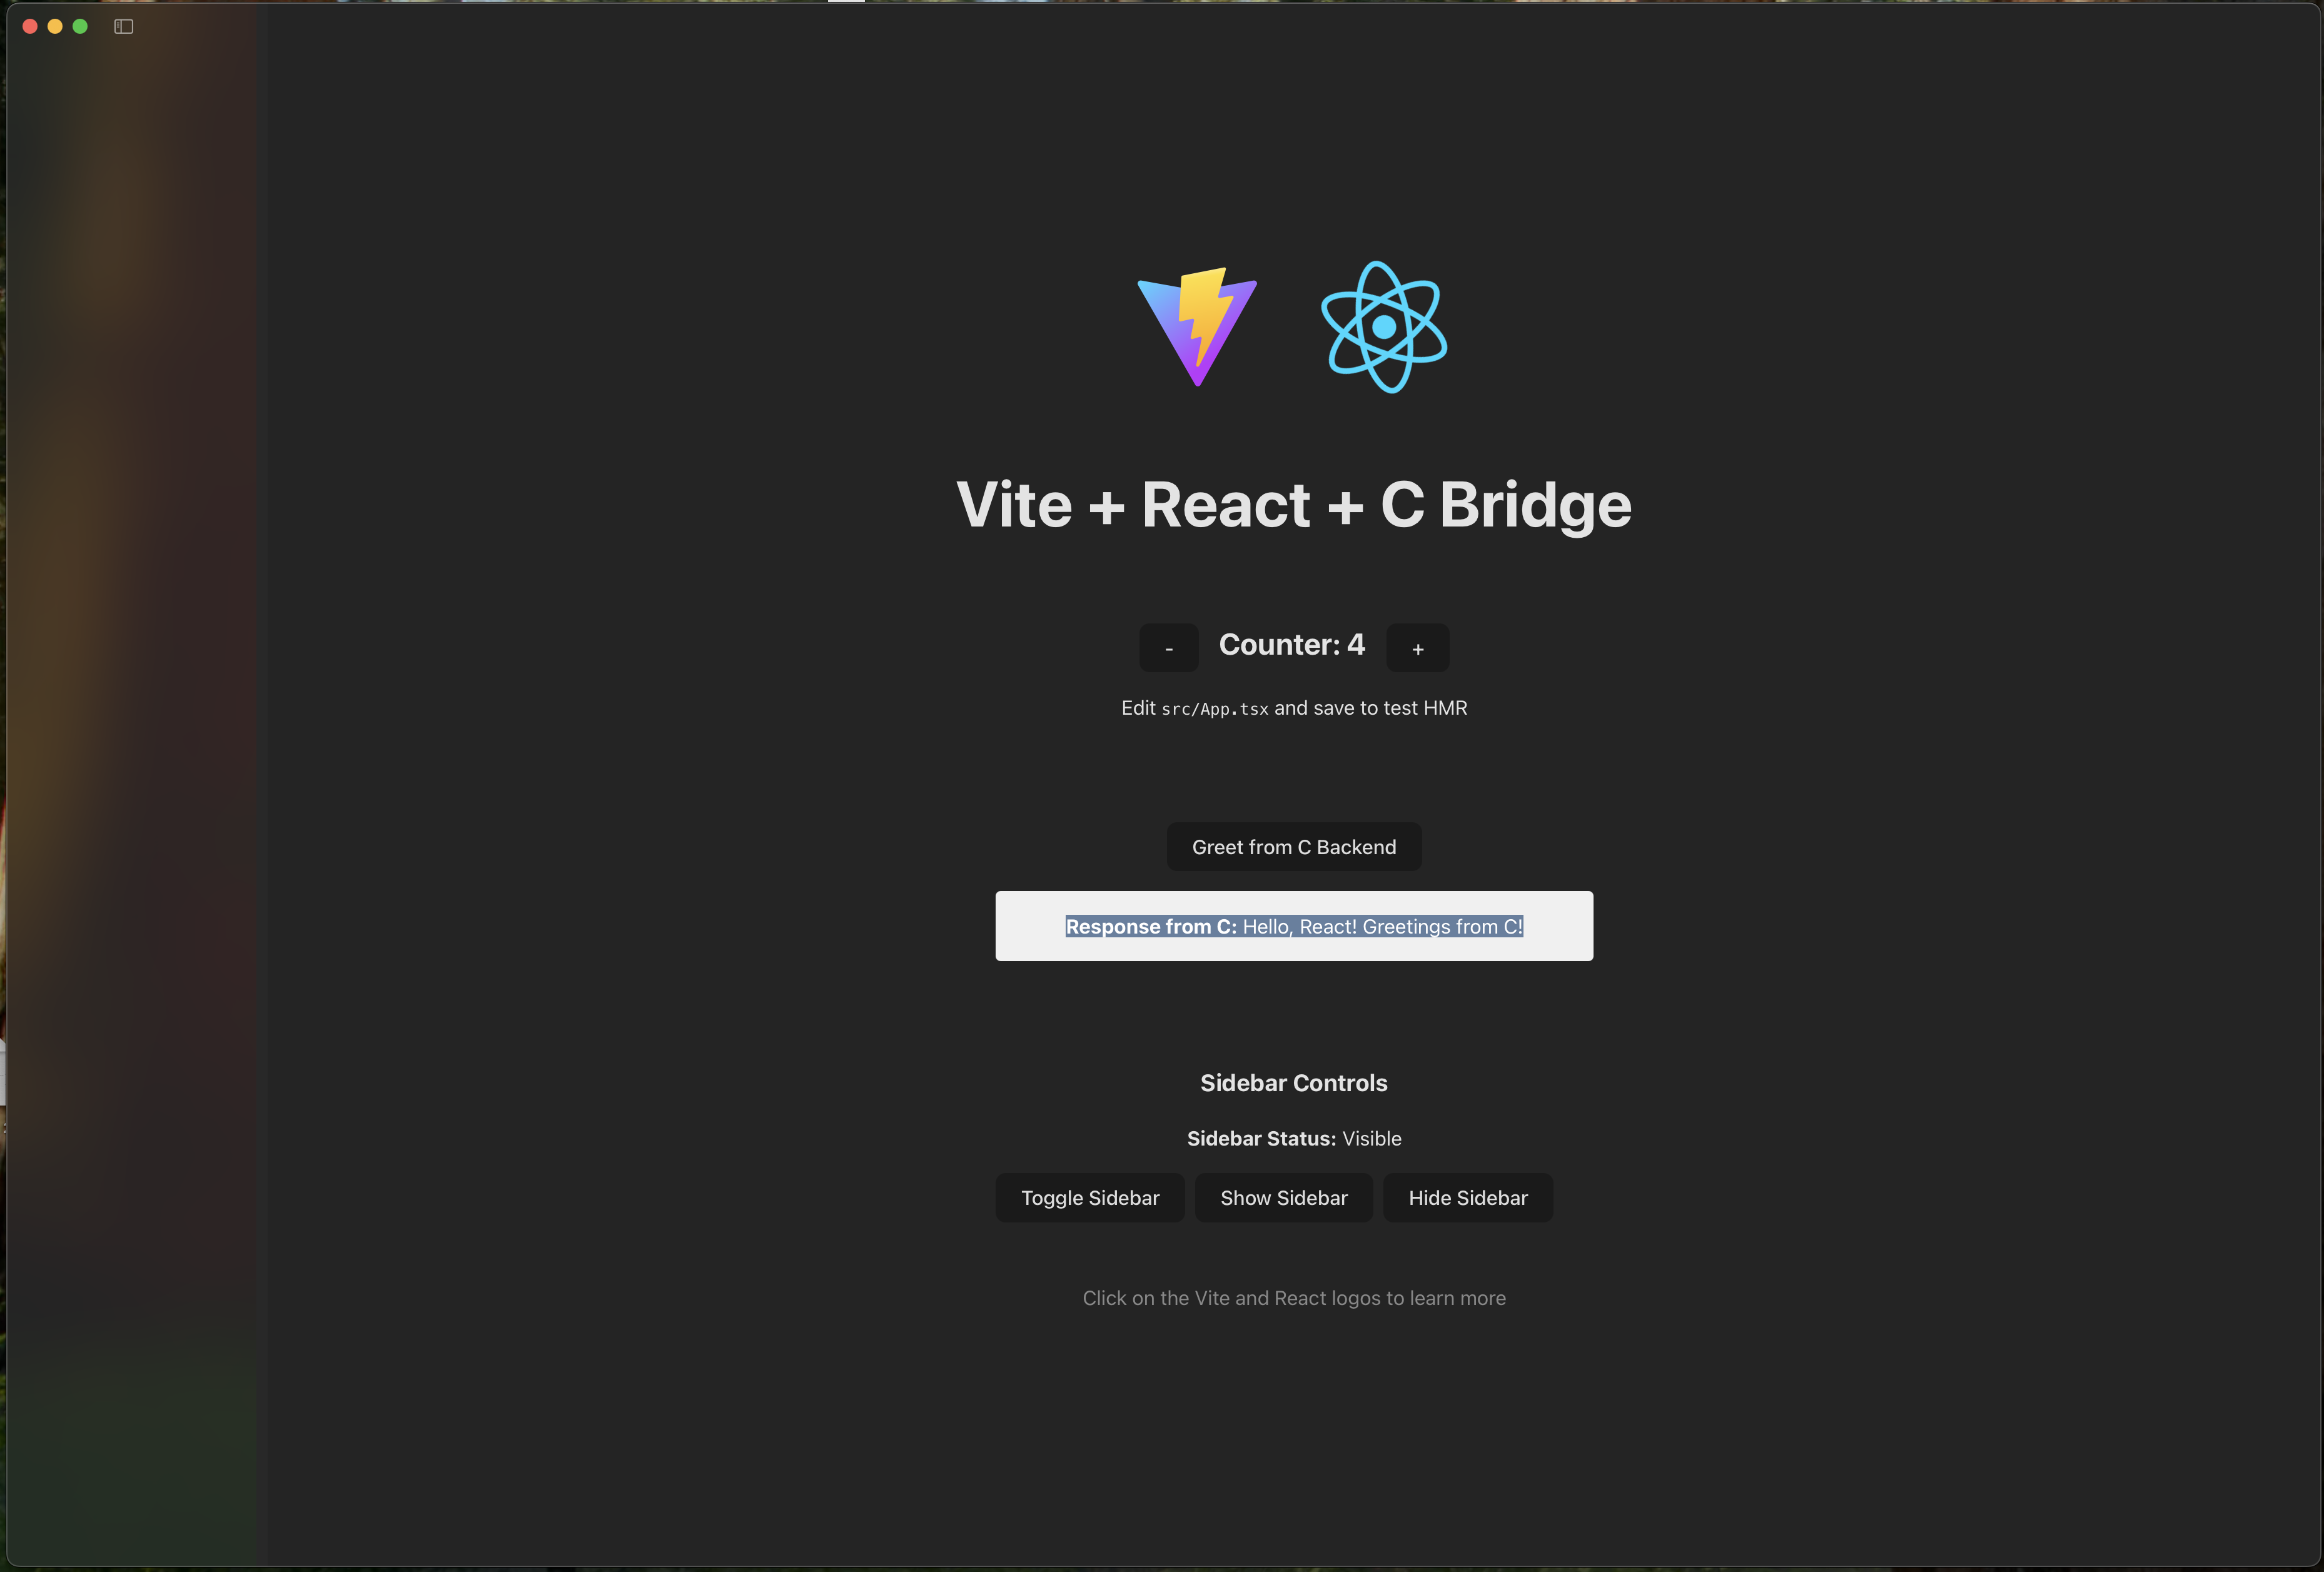 Vite + React + C Bridge
- Counter: 4 +
Edit src/App.tsx and save to test HMR
Greet from C Backend
Response from C: Hello, React! Greetings from C!
Sidebar Controls
Sidebar Status: Visible
Toggle Sidebar Show Sidebar Hide Sidebar
Click on the Vite and React logos to learn more